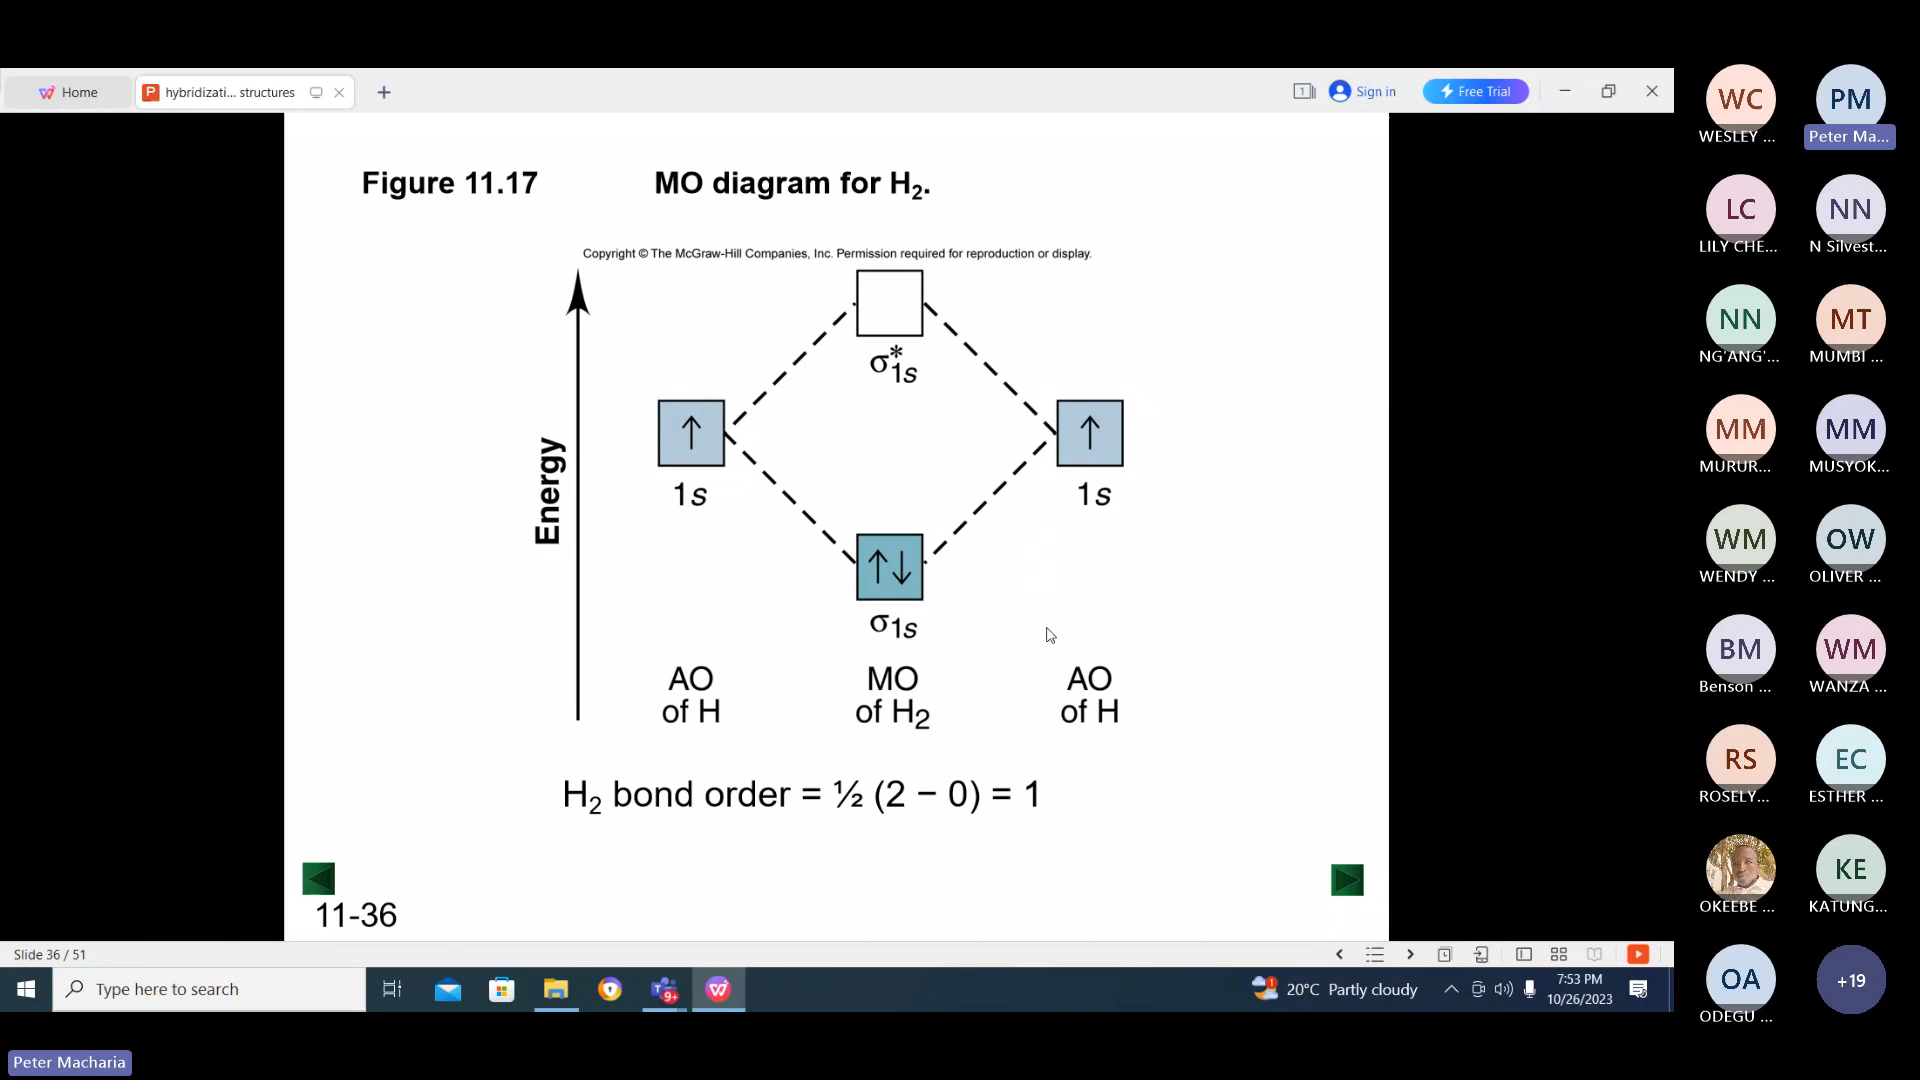 Home
hybridizati... structures
Sign in
Free Trial
Figure 11.17 MO diagram for H₂.
Copyright © The McGraw-Hill Companies, Inc. Permission required for reproduction or display.
Energy
σ*1s
1s
1s
σ1s
AO of H
MO of H2
AO of H
H₂ bond order = ½ (2 − 0) = 1
11-36
Slide 36 / 51
Type here to search
9+
1
20°C Partly cloudy
7:53 PM
10/26/2023
Peter Macharia
WC
WESLEY ...
PM
Peter Ma...
LC
LILY CHE...
NN
N Silvest...
NN
NG'ANG'...
MT
MUMBI ...
MM
MURUR...
MM
MUSYOK...
WM
WENDY ...
OW
OLIVER ...
BM
Benson ...
WM
WANZA ...
RS
ROSELY...
EC
ESTHER ...
OKEEBE ...
KE
KATUNG...
OA
ODEGU ...
+19